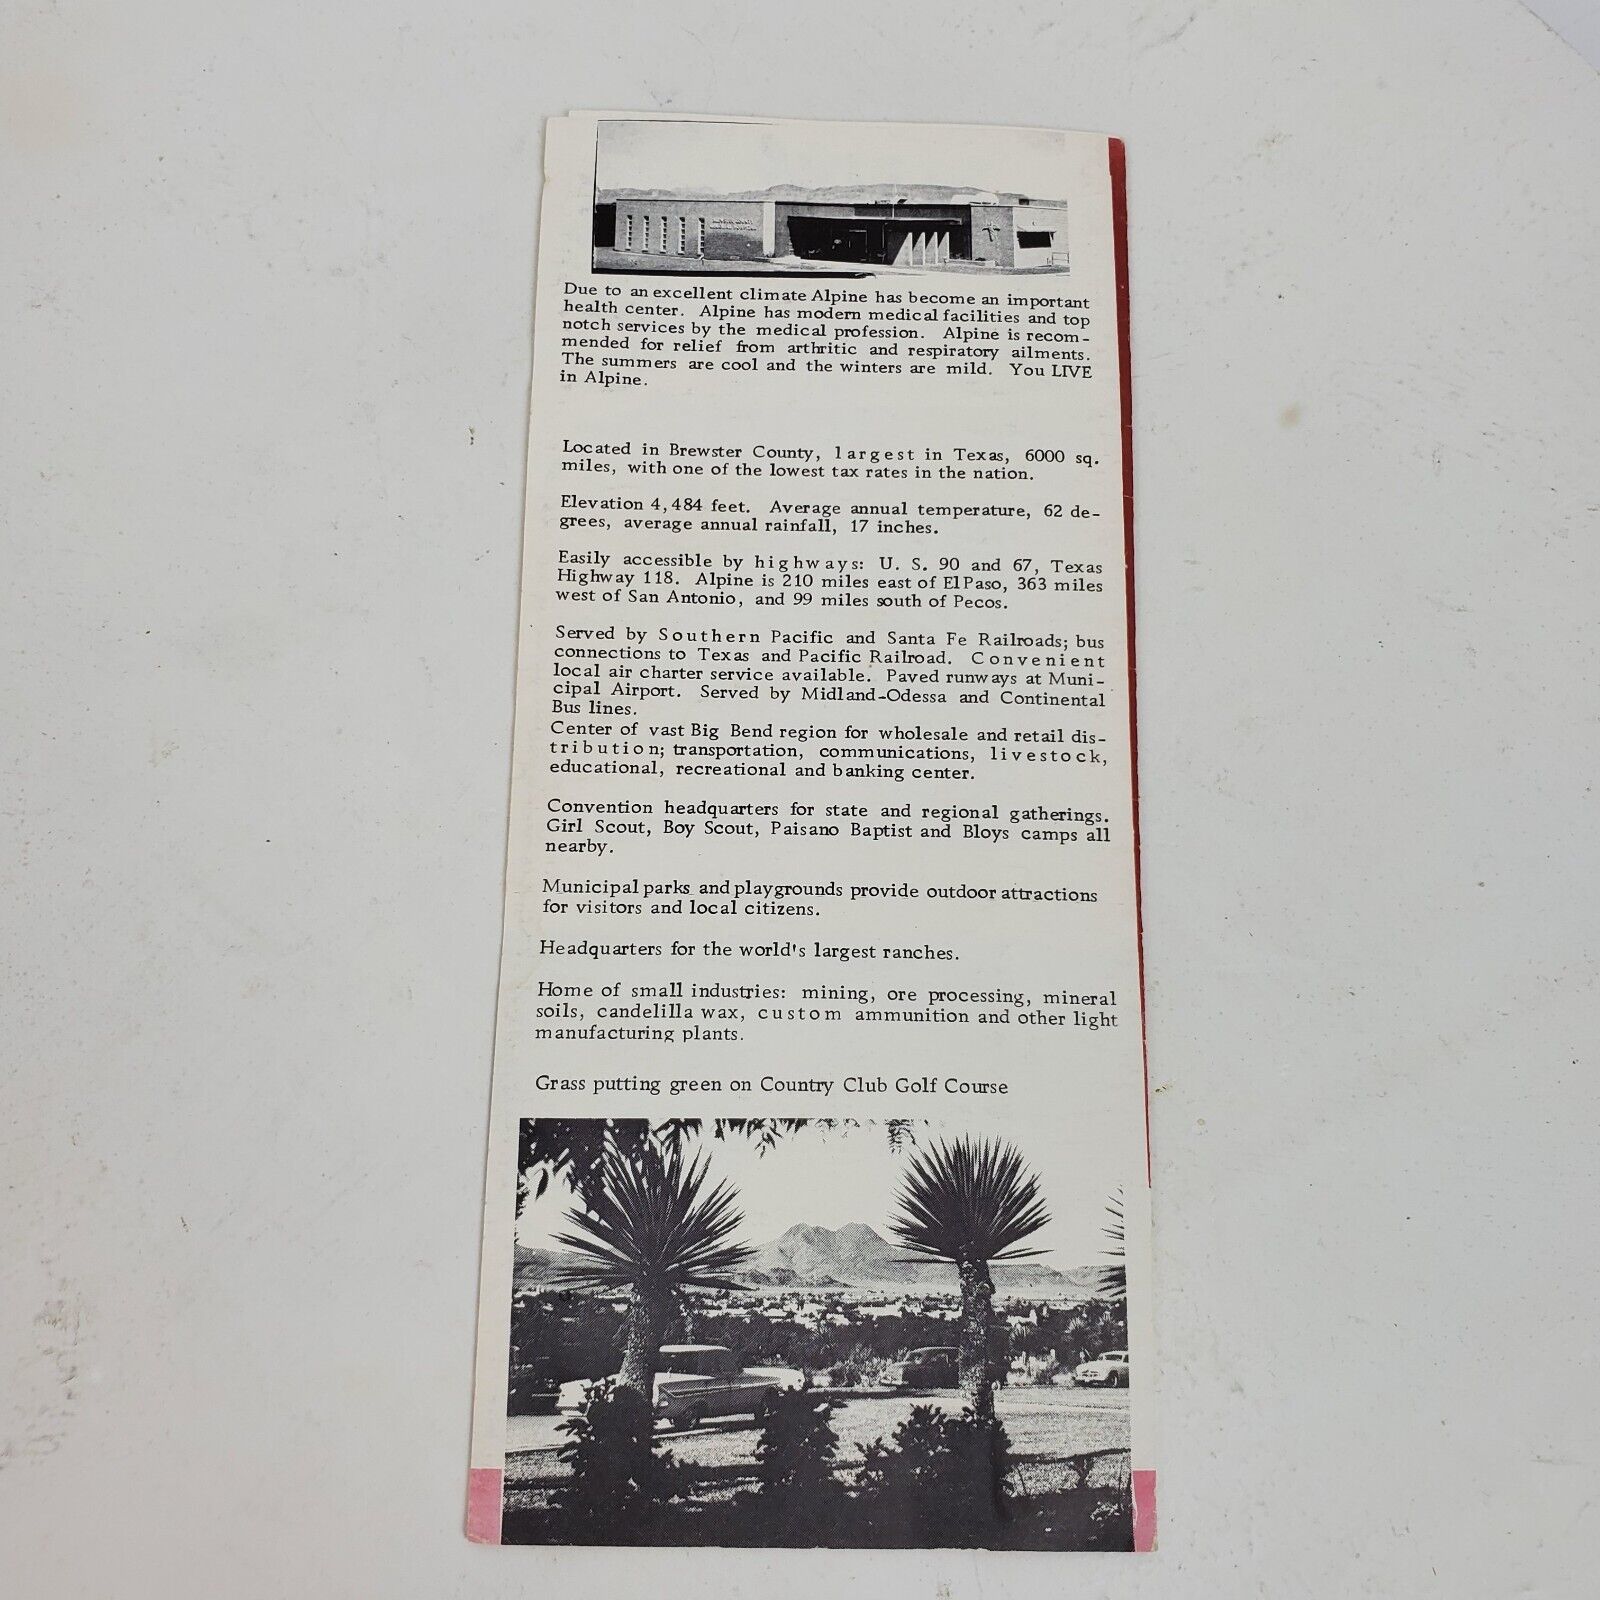 Due to an excellent climate Alpine has become an important
health center. Alpine has modern medical facilities and top
notch services by the medical profession. Alpine is recom-
mended for relief from arthritic and respiratory ailments.
The summers are cool and the winters are mild. You LIVE
in Alpine.
Located in Brewster County, largest in Texas, 6000 sq.
miles, with one of the lowest tax rates in the nation.
Elevation 4,484 feet. Average annual temperature, 62 de-
grees, average annual rainfall, 17 inches.
Easily accessible by highways: U. S. 90 and 67, Texas
Highway 118. Alpine is 210 miles east of El Paso, 363 miles
west of San Antonio, and 99 miles south of Pecos.
Served by Southern Pacific and Santa Fe Railroads; bus
connections to Texas and Pacific Railroad. Convenient
local air charter service available. Paved runways at Muni-
cipal Airport. Served by Midland-Odessa and Continental
Bus lines.
Center of vast Big Bend region for wholesale and retail dis-
tribution; transportation, communications, livestock,
educational, recreational and banking center.
Convention headquarters for state and regional gatherings.
Girl Scout, Boy Scout, Paisano Baptist and Bloys camps all
nearby.
Municipal parks and playgrounds provide outdoor attractions
for visitors and local citizens.
Headquarters for the world's largest ranches.
Home of small industries: mining, ore processing, mineral
soils, candelilla wax, custom ammunition and other light
manufacturing plants.
Grass putting green on Country Club Golf Course